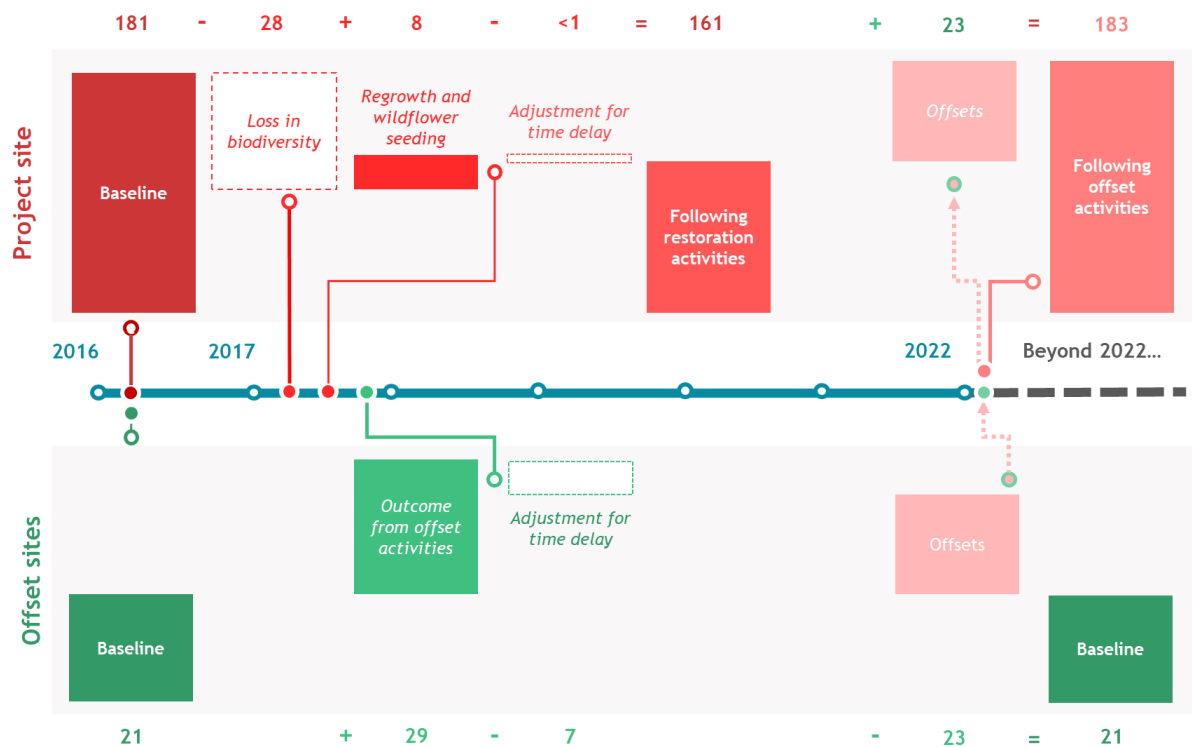 181 - 28 + 8 - <1 = 161 + 23 = 183
Project site
Baseline
Loss in
biodiversity
Regrowth and
wildflower
seeding
Adjustment for
time delay
Following
restoration
activities
Offsets
Following
offset
activities
2016
2017
2022
Beyond 2022...
Offset sites
Baseline
Outcome
from offset
activities
Adjustment for
time delay
Offsets
Baseline
21 + 29 - 7 - 23 = 21